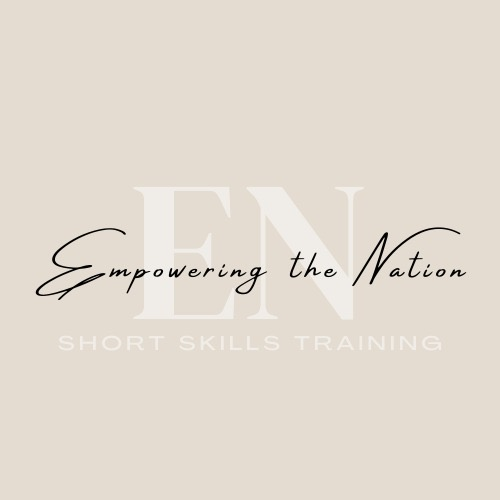 EN
Empowering the Nation
SHORT SKILLS TRAINING